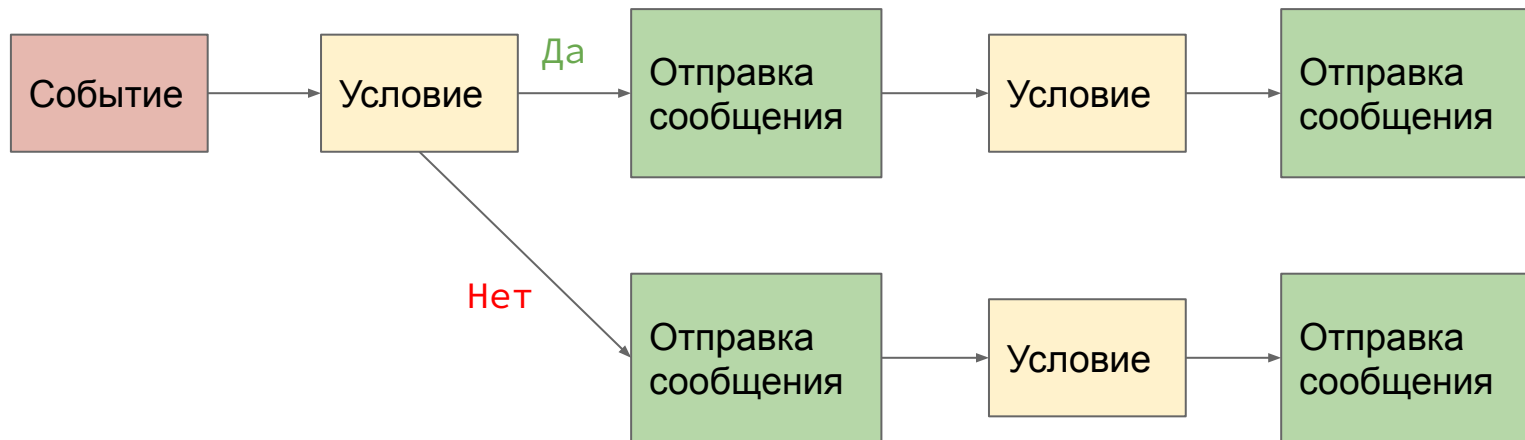 Событие
Условие
Да
Отправка
сообщения
Условие
Отправка
сообщения
Нет
Отправка
сообщения
Условие
Отправка
сообщения